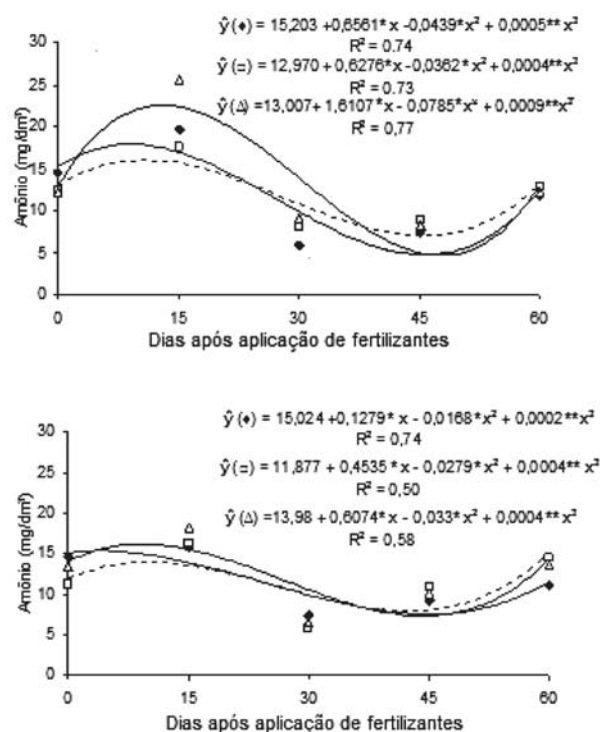 ŷ(♦) = 15,203 +0,6561* x -0,0439* x² + 0,0005** x³
R² = 0.74
ŷ(□) = 12,970 + 0,6276* x - 0,0362* x² + 0,0004** x³
R² = 0.73
ŷ(Δ) =13,007+ 1,6107* x - 0,0785* x² + 0,0009** x³
R² = 0,77
Amônio (mg/dm³)
30
25
20
15
10
5
0
0 15 30 45 60
Dias após aplicação de fertilizantes
ŷ(♦) = 15,024 +0,1279* x - 0,0168* x² + 0,0002** x³
R² = 0,74
ŷ(□) = 11,877 + 0,4535* x - 0,0279* x² + 0,0004** x³
R² = 0,50
ŷ(Δ) = 13,98 + 0,6074* x - 0,033* x² + 0,0004** x³
R² = 0,58
Amônio (mg/dm³)
30
25
20
15
10
5
0
0 15 30 45 60
Dias após aplicação de fertilizantes